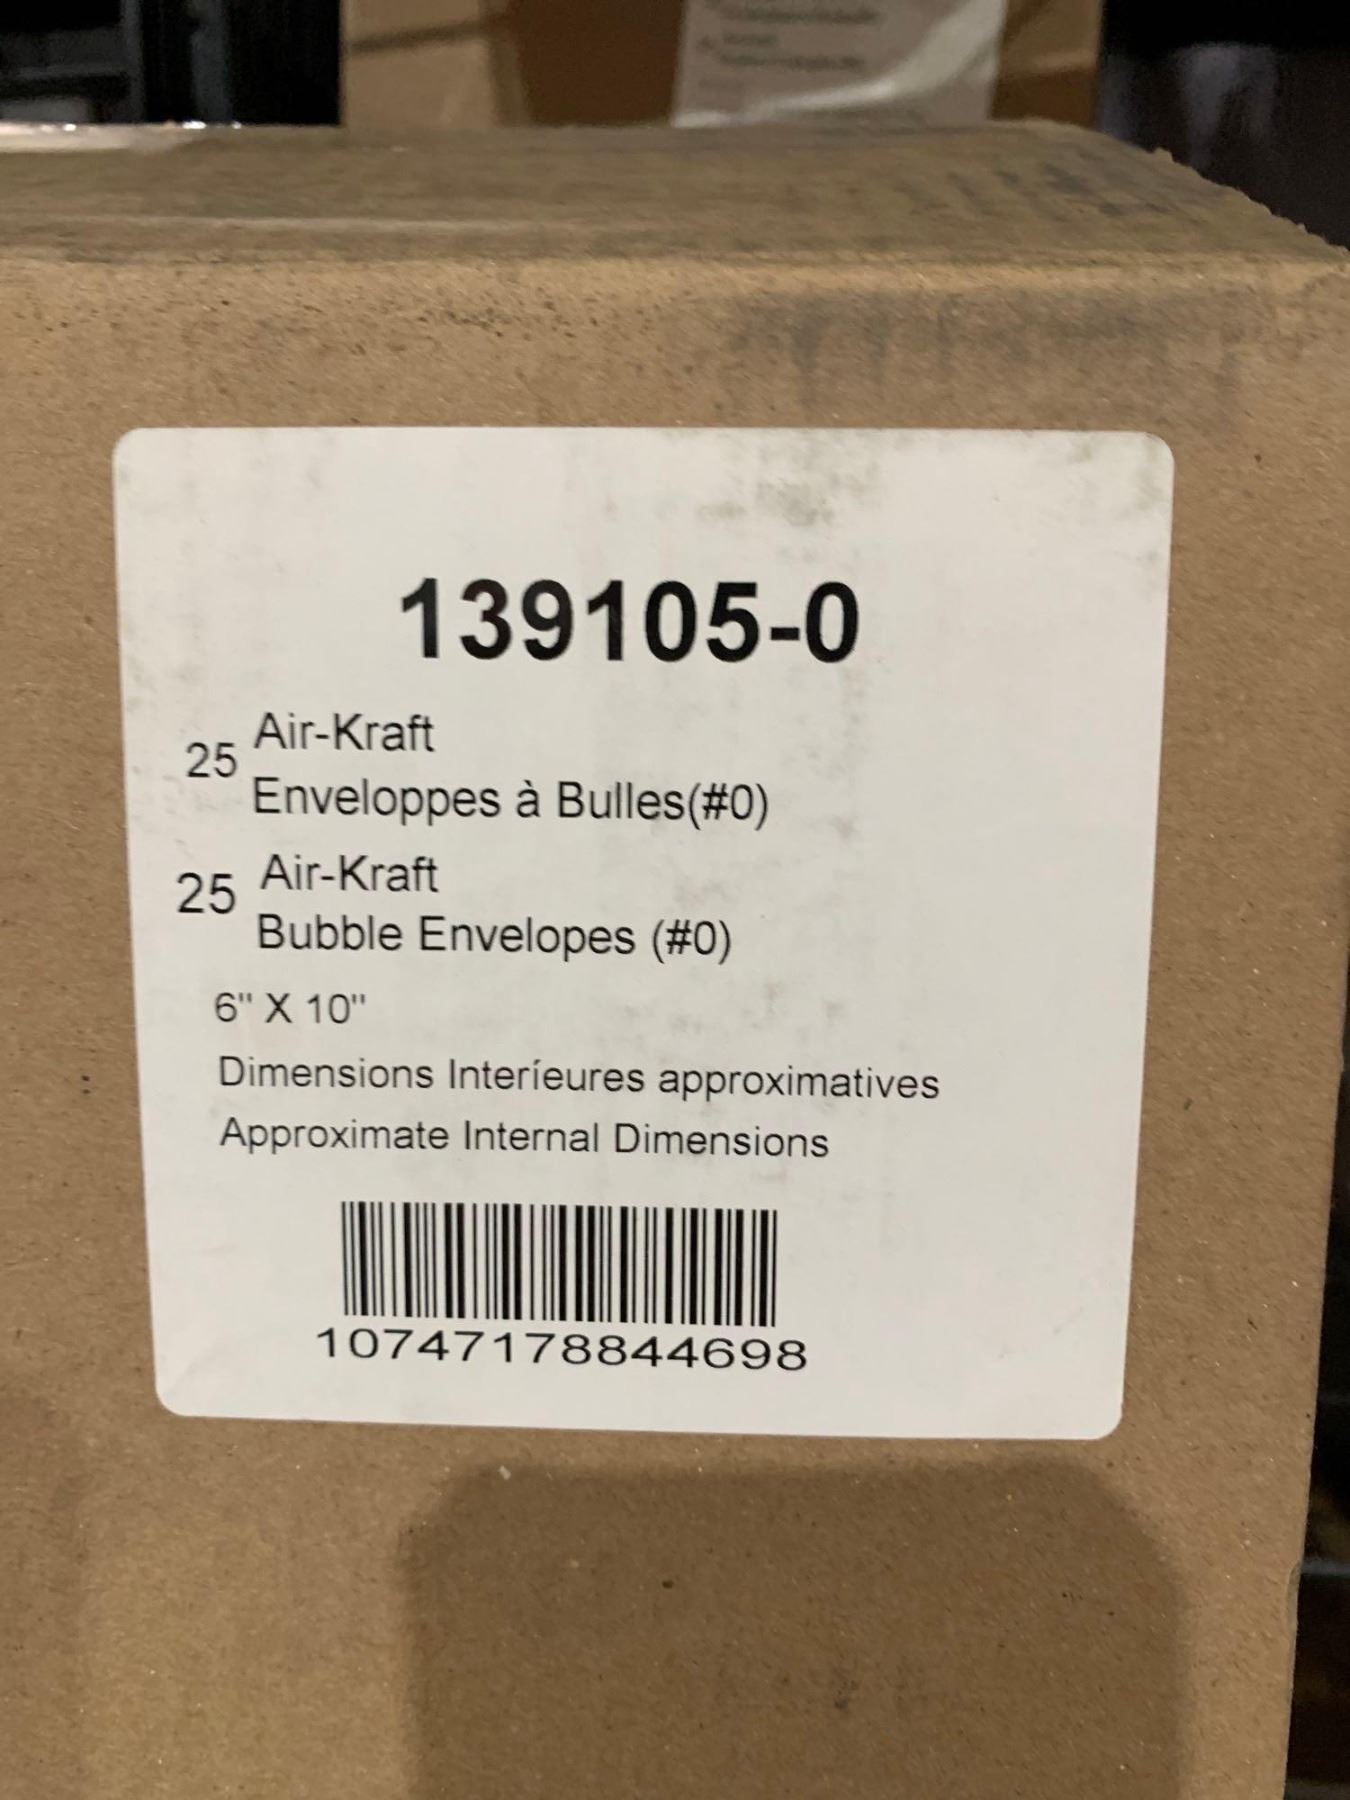 139105-0
25 Air-Kraft
Enveloppes à Bulles(#0)
25 Air-Kraft
Bubble Envelopes (#0)
6" X 10"
Dimensions Interíeures approximatives
Approximate Internal Dimensions
10747178844698